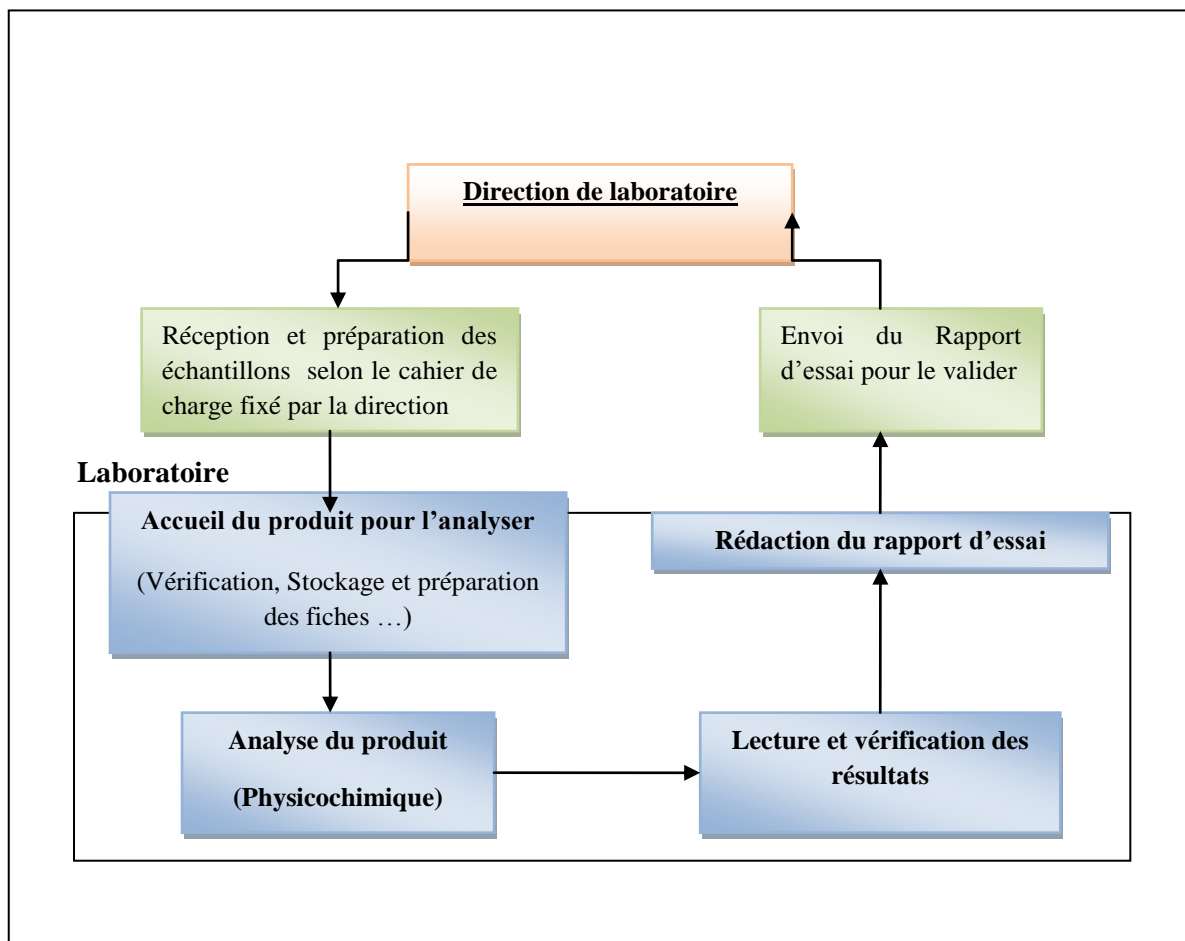 Direction de laboratoire
Réception et préparation des
échantillons selon le cahier de
charge fixé par la direction
Envoi du Rapport
d’essai pour le valider
Laboratoire
Accueil du produit pour l’analyser
(Vérification, Stockage et préparation
des fiches …)
Rédaction du rapport d’essai
Analyse du produit
(Physicochimique)
Lecture et vérification des
résultats